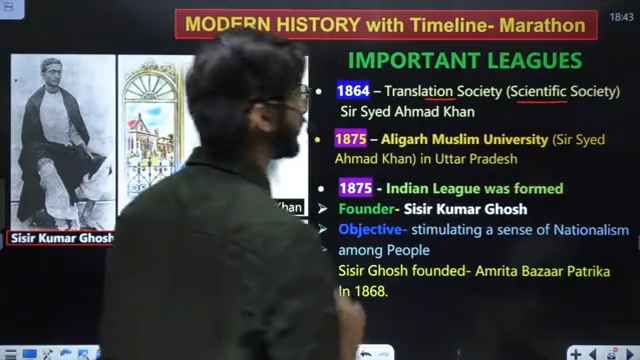 MODERN HISTORY with Timeline- Marathon
18:43
IMPORTANT LEAGUES
• 1864 – Translation Society (Scientific Society)
Sir Syed Ahmad Khan
• 1875 – Aligarh Muslim University (Sir Syed
Ahmad Khan) in Uttar Pradesh
• 1875 - Indian League was formed
➢ Founder- Sisir Kumar Ghosh
➢ Objective- stimulating a sense of Nationalism
among People
Sisir Ghosh founded- Amrita Bazaar Patrika
In 1868.
Sisir Kumar Ghosh
Khan